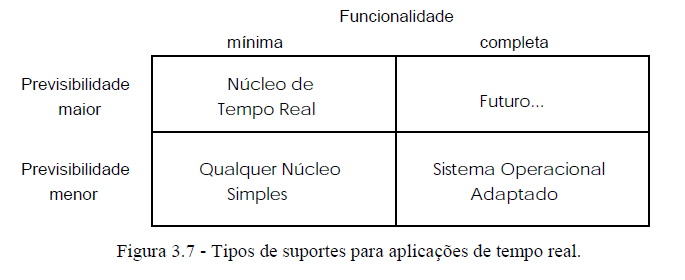 Funcionalidade
mínima completa
Previsibilidade maior
Núcleo de Tempo Real
Futuro...
Previsibilidade menor
Qualquer Núcleo Simples
Sistema Operacional Adaptado
Figura 3.7 - Tipos de suportes para aplicações de tempo real.